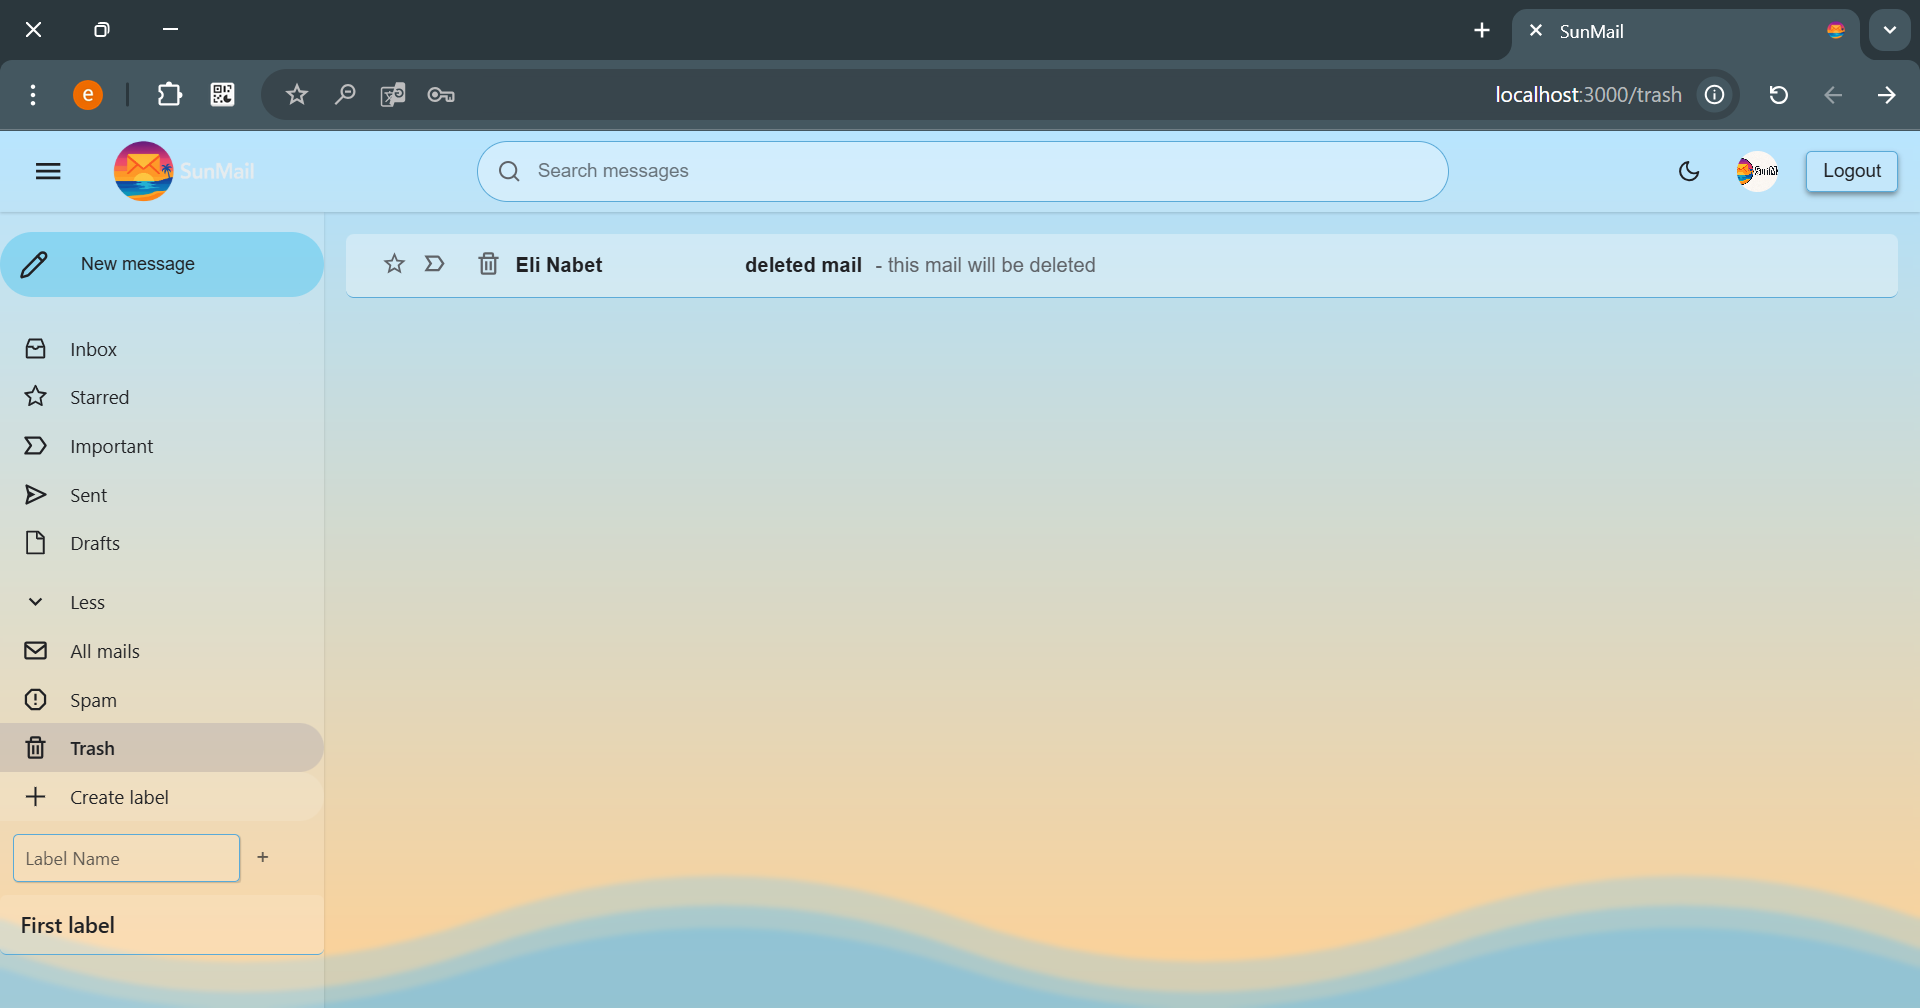 SunMail
e
localhost:3000/trash
SunMail
Search messages
Logout
New message
Eli Nabet deleted mail - this mail will be deleted
Inbox
Starred
Important
Sent
Drafts
Less
All mails
Spam
Trash
Create label
Label Name +
First label